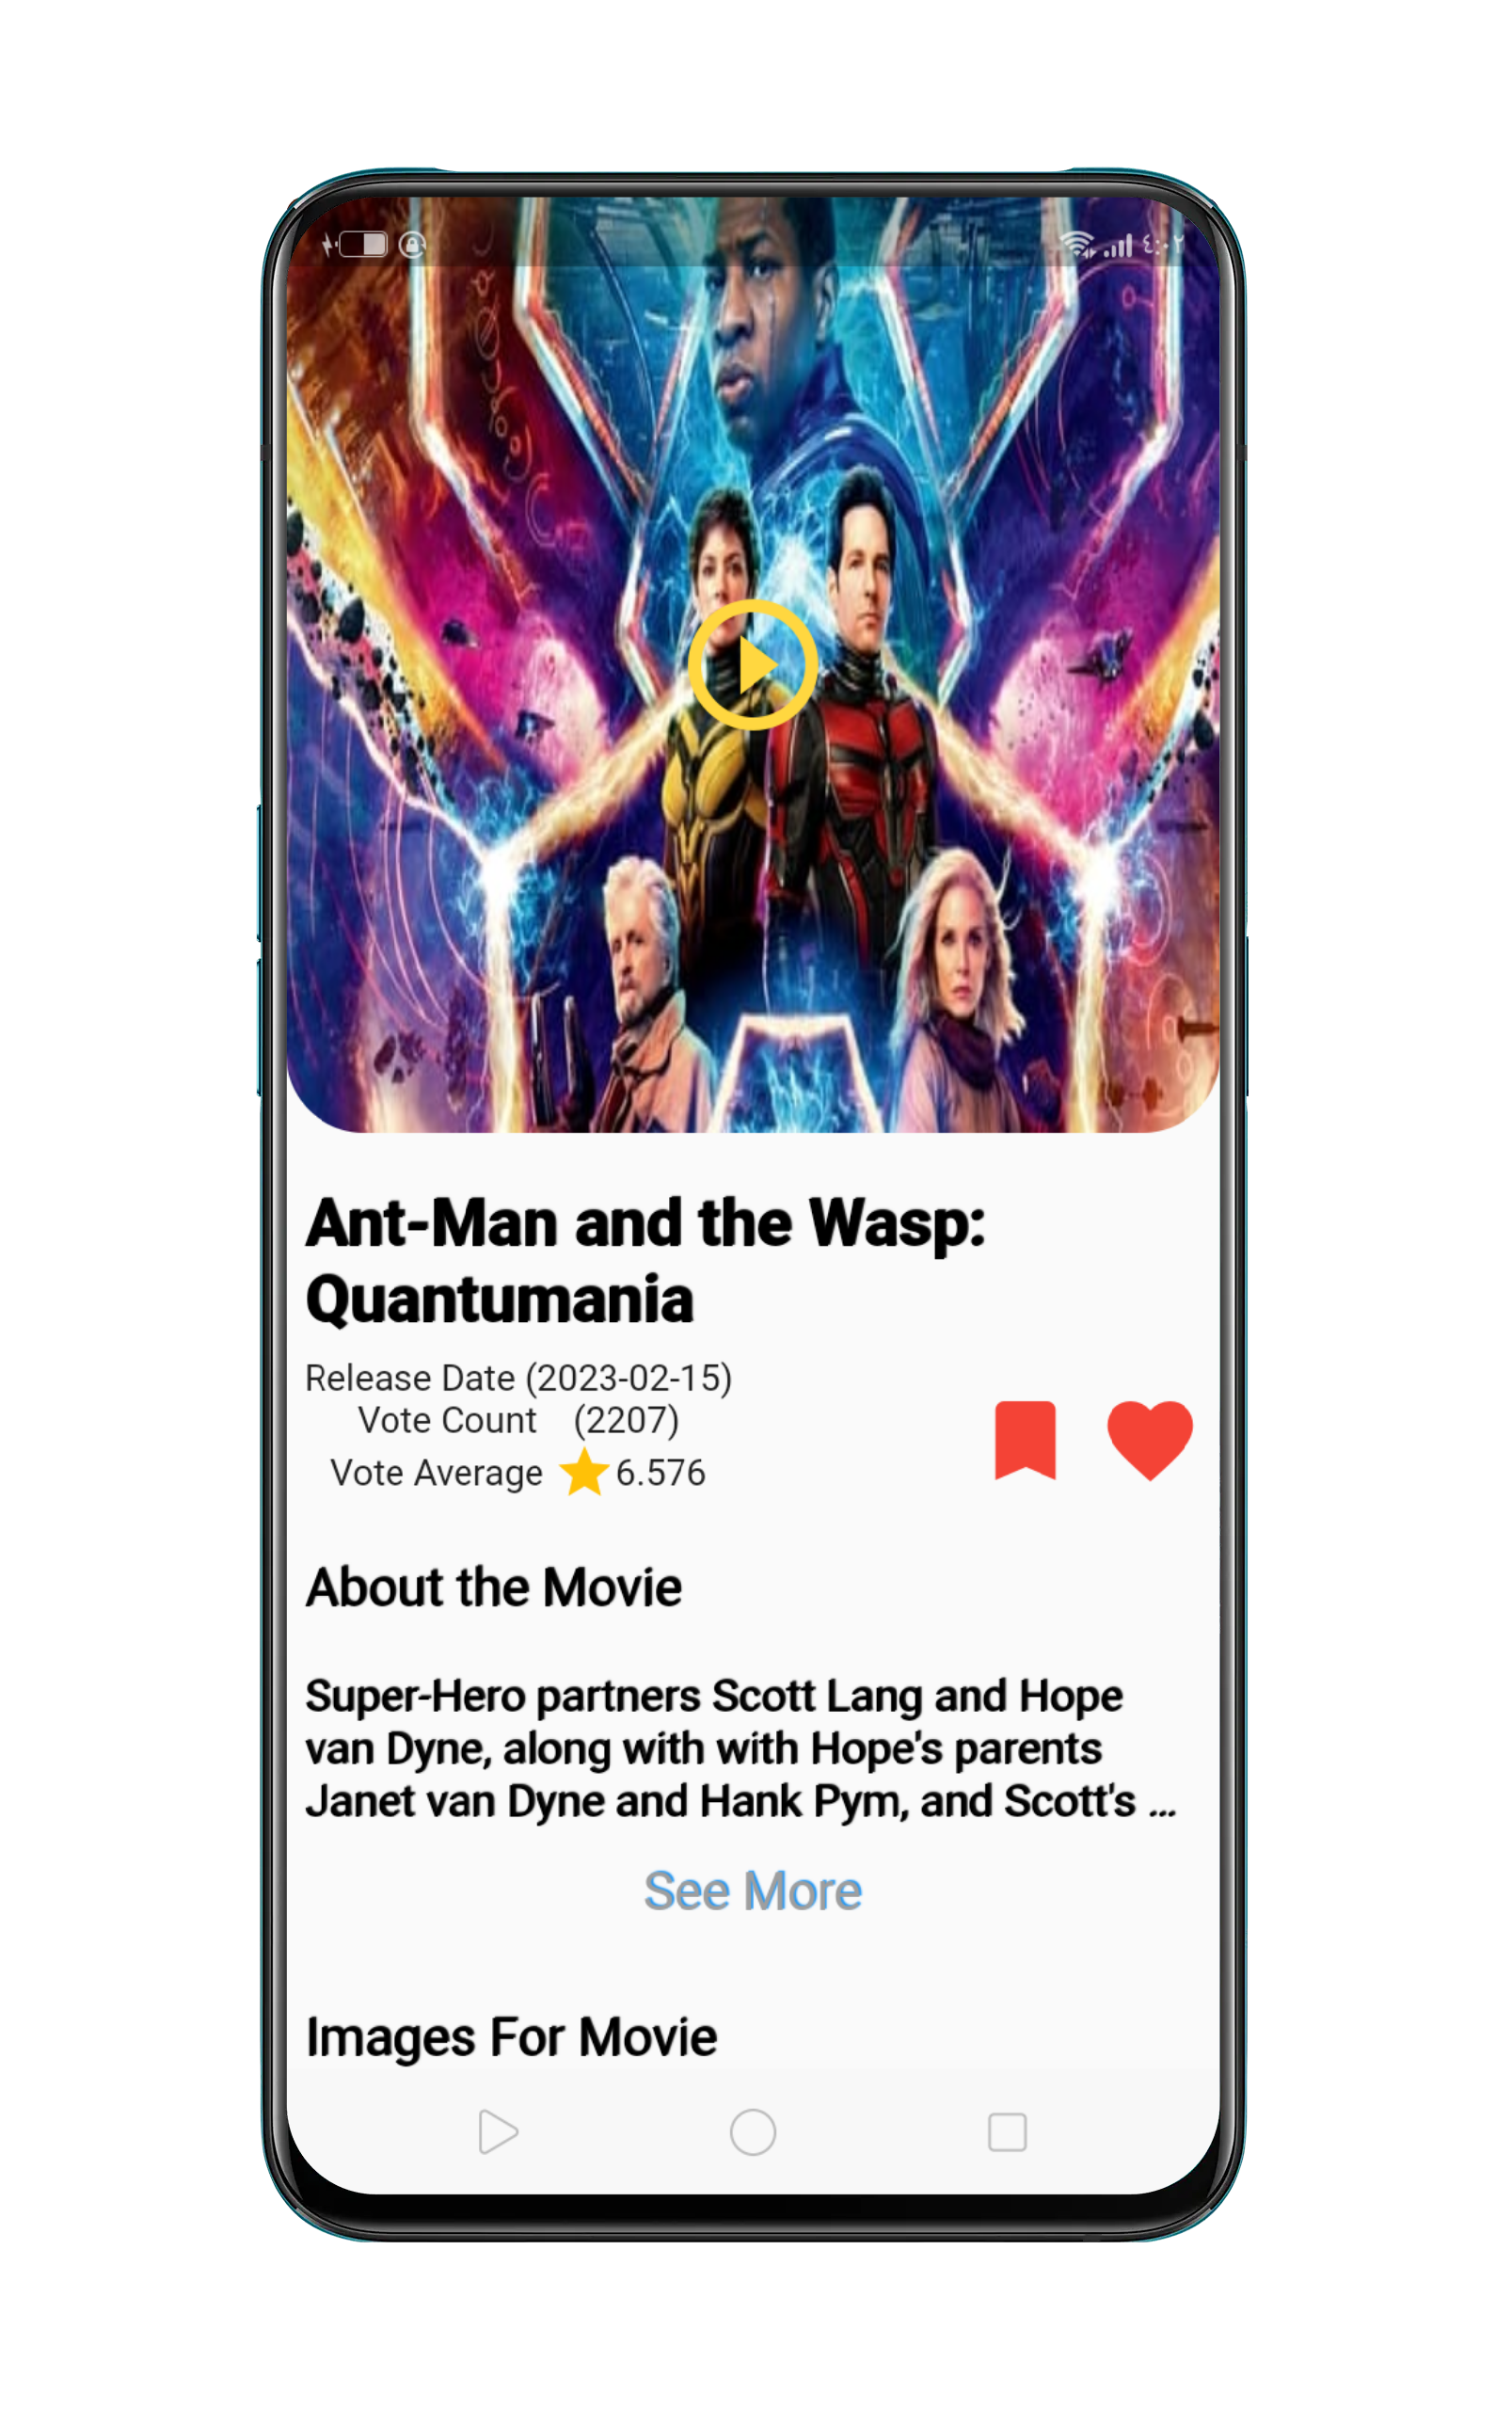 ٤:٠٢
Ant-Man and the Wasp:
Quantumania
Release Date (2023-02-15)
Vote Count (2207)
Vote Average 6.576
About the Movie
Super-Hero partners Scott Lang and Hope
van Dyne, along with with Hope's parents
Janet van Dyne and Hank Pym, and Scott's ...
See More
Images For Movie